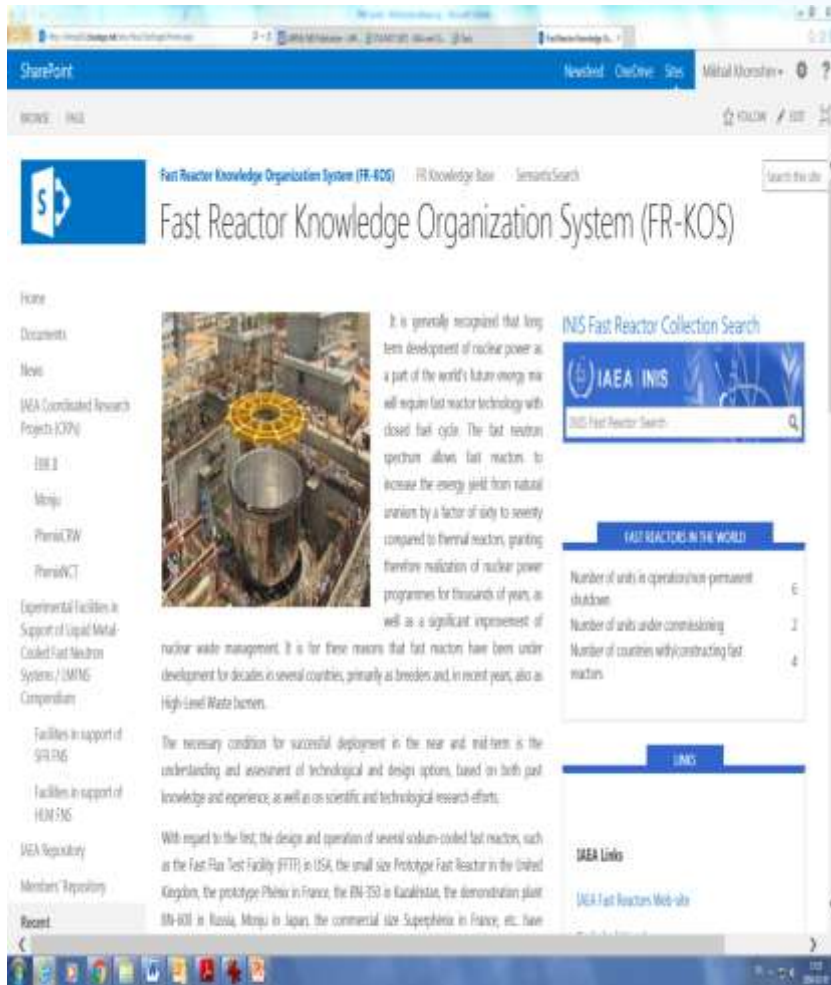 SharePoint
Newsfeed OneDrive Sites
Mikhail Khoroshev
?
BROWSE PAGE
FOLLOW EDIT
Fast Reactor Knowledge Organization System (FR-KOS) FR Knowledge Base SemanticSearch
Search this site
Fast Reactor Knowledge Organization System (FR-KOS)
Home
Documents
News
IAEA Coordinated Research
Projects (CRPs)
EBR II
Monju
PhenixCRW
PhenixNCT
Experimental Facilities in
Support of Liquid Metal-
Cooled Fast Neutron
Systems / LMFNS
Compendium
Facilities in support of
SFR FNS
Facilities in support of
HLM FNS
IAEA Repository
Members' Repository
Recent
It is generally recognized that long
term development of nuclear power as
a part of the world's future energy mix
will require fast reactor technology with
closed fuel cycle. The fast neutron
spectrum allows fast reactors to
increase the energy yield from natural
uranium by a factor of sixty to seventy
compared to thermal reactors, granting
therefore realization of nuclear power
programmes for thousands of years, as
well as a significant improvement of
nuclear waste management. It is for these reasons that fast reactors have been under
development for decades in several countries, primarily as breeders and, in recent years, also as
High-Level Waste burners.
The necessary condition for successful deployment in the near and mid-term is the
understanding and assessment of technological and design options, based on both past
knowledge and experience, as well as on scientific and technological research efforts.
With regard to the first, the design and operation of several sodium-cooled fast reactors, such
as the Fast Flux Test Facility (FFTF) in USA, the small size Prototype Fast Reactor in the United
Kingdom, the prototype Phénix in France, the BN-350 in Kazakhstan, the demonstration plant
BN-600 in Russia, Monju in Japan, the commercial size Superphénix in France, etc. have
INIS Fast Reactor Collection Search
IAEA INIS
INIS Fast Reactor Search
FAST REACTORS IN THE WORLD
Number of units in operation/non-permanent
shutdown 6
Number of units under commissioning 2
Number of countries with/constructing fast
reactors 4
LINKS
IAEA Links
IAEA Fast Reactors Web-site